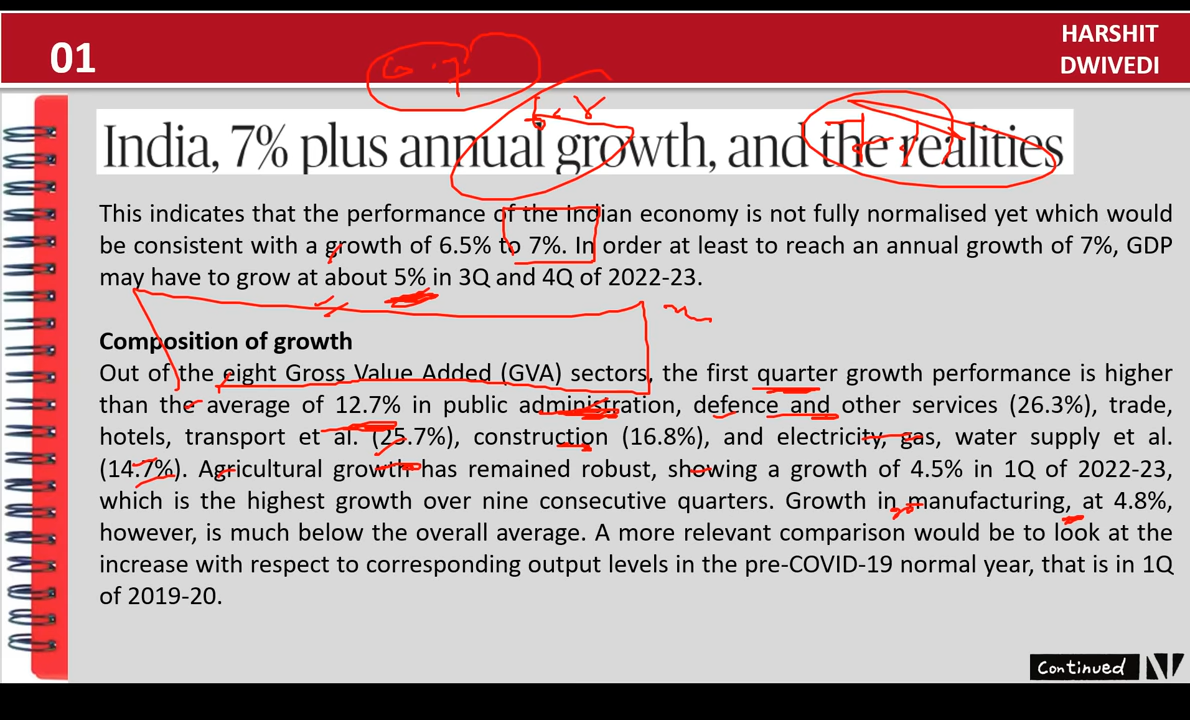 01
HARSHIT
DWIVEDI
6.7
India, 7% plus annual growth, and the realities
This indicates that the performance of the Indian economy is not fully normalised yet which would
be consistent with a growth of 6.5% to 7%. In order at least to reach an annual growth of 7%, GDP
may have to grow at about 5% in 3Q and 4Q of 2022-23.
Composition of growth
Out of the eight Gross Value Added (GVA) sectors, the first quarter growth performance is higher
than the average of 12.7% in public administration, defence and other services (26.3%), trade,
hotels, transport et al. (25.7%), construction (16.8%), and electricity, gas, water supply et al.
(14.7%). Agricultural growth has remained robust, showing a growth of 4.5% in 1Q of 2022-23,
which is the highest growth over nine consecutive quarters. Growth in manufacturing, at 4.8%,
however, is much below the overall average. A more relevant comparison would be to look at the
increase with respect to corresponding output levels in the pre-COVID-19 normal year, that is in 1Q
of 2019-20.
Continued